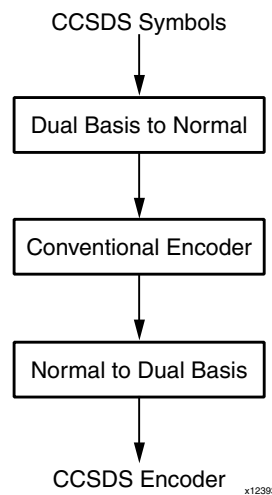 CCSDS Symbols
Dual Basis to Normal
Conventional Encoder
Normal to Dual Basis
CCSDS Encoder